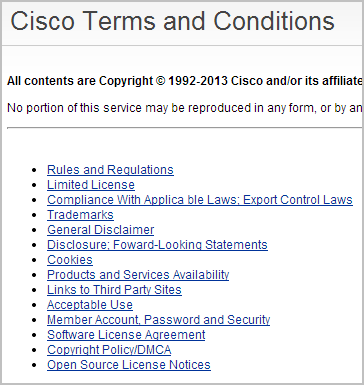 Cisco Terms and Conditions
All contents are Copyright © 1992-2013 Cisco and/or its affiliate
No portion of this service may be reproduced in any form, or by an
Rules and Regulations
Limited License
Compliance With Applica ble Laws; Export Control Laws
Trademarks
General Disclaimer
Disclosure; Foward-Looking Statements
Cookies
Products and Services Availability
Links to Third Party Sites
Acceptable Use
Member Account, Password and Security
Software License Agreement
Copyright Policy/DMCA
Open Source License Notices